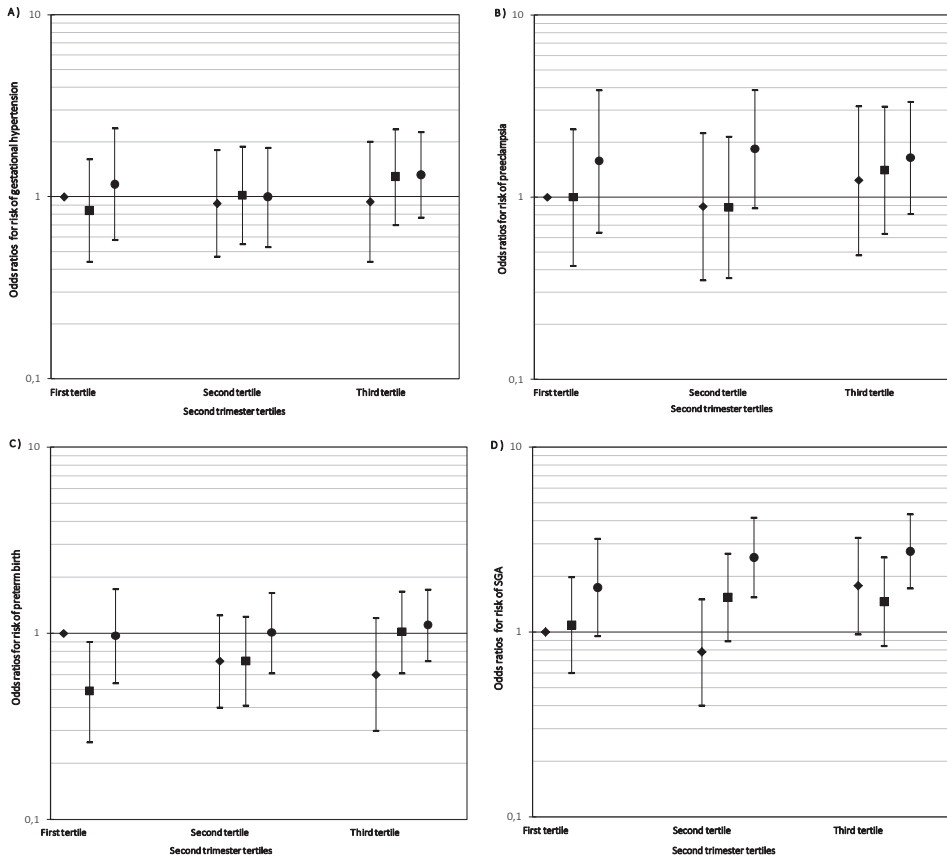 A)
10
1
0,1
Odds ratios for risk of gestational hypertension
First tertile
Second tertile
Third tertile
Second trimester tertiles
B)
10
1
0,1
Odds ratios for risk of preeclampsia
First tertile
Second tertile
Third tertile
Second trimester tertiles
C)
10
1
0,1
Odds ratios for risk of preterm birth
First tertile
Second tertile
Third tertile
Second trimester tertiles
D)
10
1
0,1
Odds ratios for risk of SGA
First tertile
Second tertile
Third tertile
Second trimester tertiles